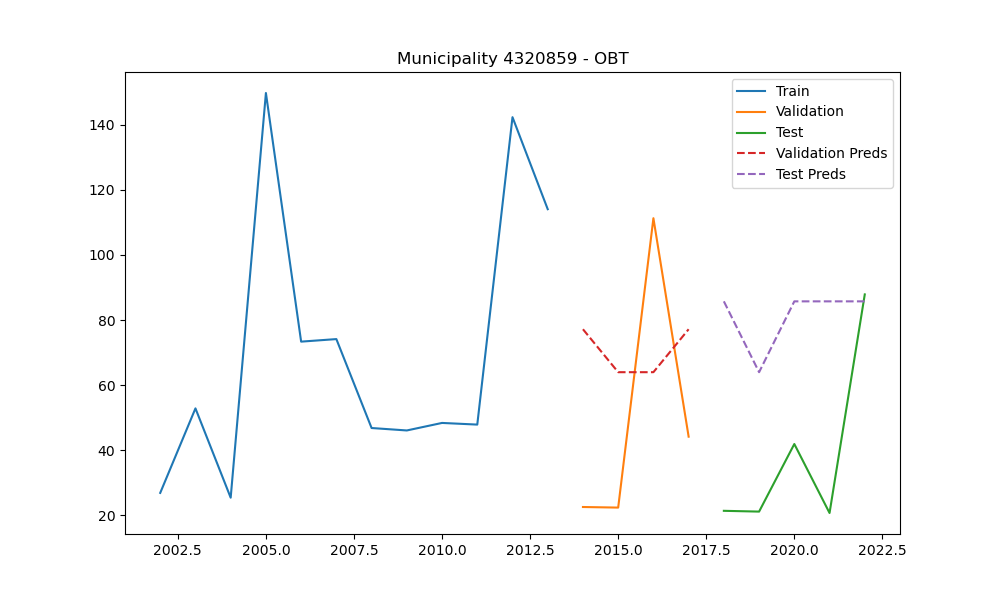 Municipality 4320859 - OBT
Train
Validation
Test
Validation Preds
Test Preds
140
120
100
80
60
40
20
2002.5 2005.0 2007.5 2010.0 2012.5 2015.0 2017.5 2020.0 2022.5